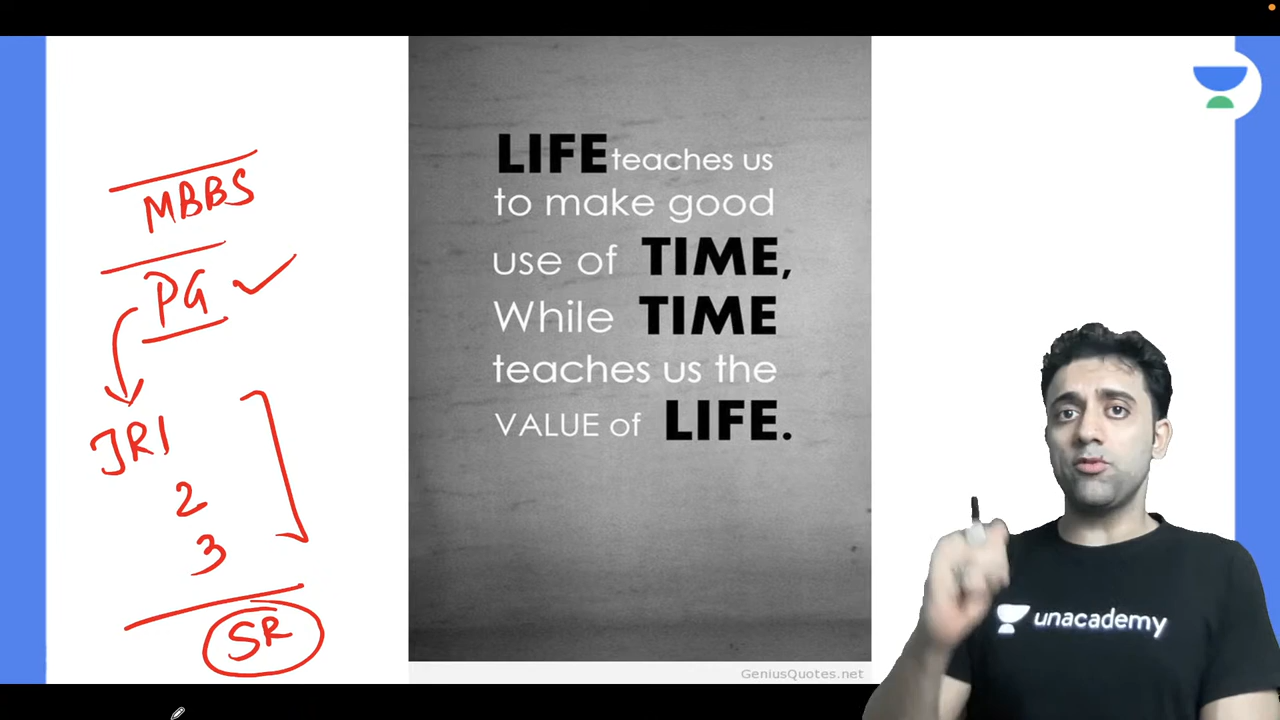 MBBS
PG
JR1
2
3
SR
LIFE teaches us
to make good
use of TIME,
While TIME
teaches us the
VALUE of LIFE.
GeniusQuotes.net
unacademy